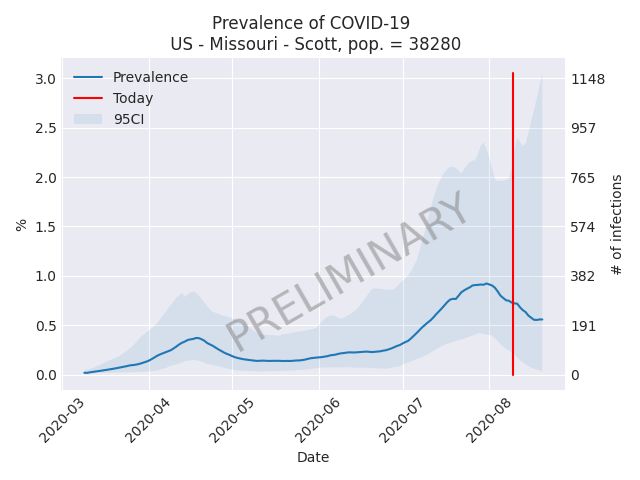 Prevalence of COVID-19
US - Missouri - Scott, pop. = 38280
Prevalence
Today
95CI
3.0
2.5
2.0
1.5
1.0
0.5
0.0
%
1148
957
765
574
382
191
0
# of infections
PRELIMINARY
2020-03
2020-04
2020-05
2020-06
2020-07
2020-08
Date